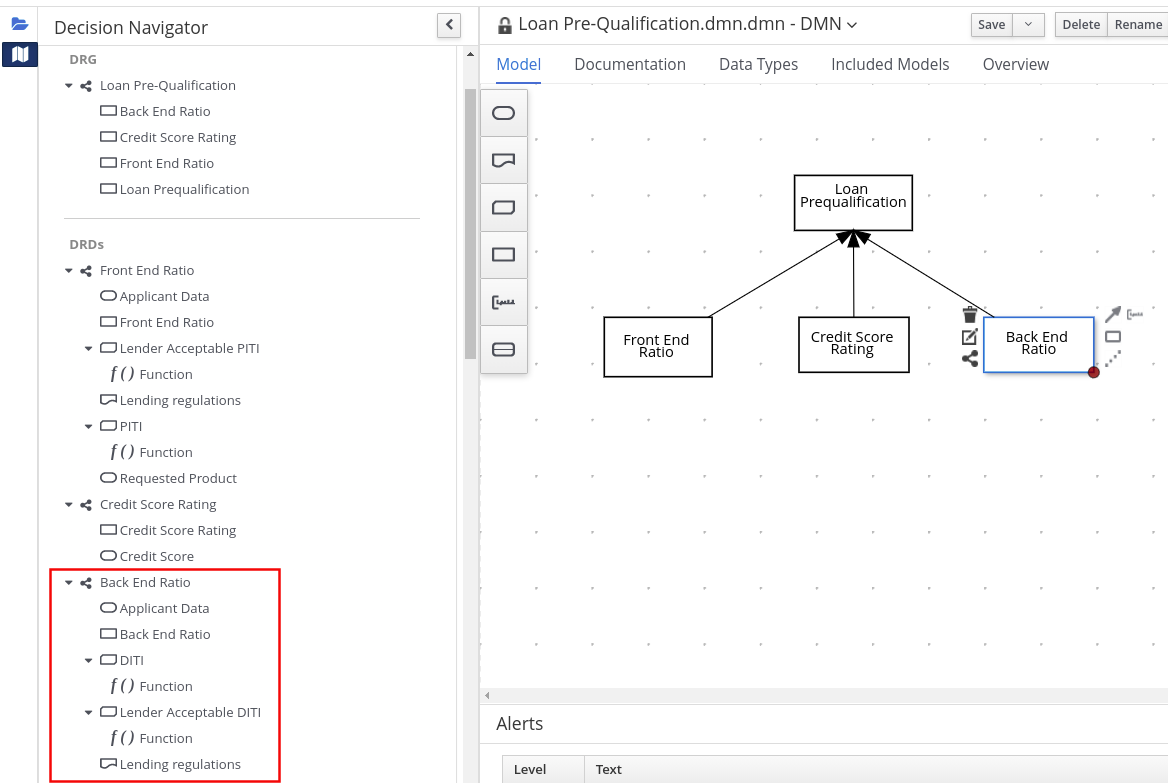 Decision Navigator
DRG
Loan Pre-Qualification
Back End Ratio
Credit Score Rating
Front End Ratio
Loan Prequalification
DRDs
Front End Ratio
Applicant Data
Front End Ratio
Lender Acceptable PITI
f ( ) Function
Lending regulations
PITI
f ( ) Function
Requested Product
Credit Score Rating
Credit Score Rating
Credit Score
Back End Ratio
Applicant Data
Back End Ratio
DITI
f ( ) Function
Lender Acceptable DITI
f ( ) Function
Lending regulations
Loan Pre-Qualification.dmn.dmn - DMN
Save
Delete
Rename
Model Documentation Data Types Included Models Overview
Loan
Prequalification
Front End
Ratio
Credit Score
Rating
Back End
Ratio
Alerts
Level Text